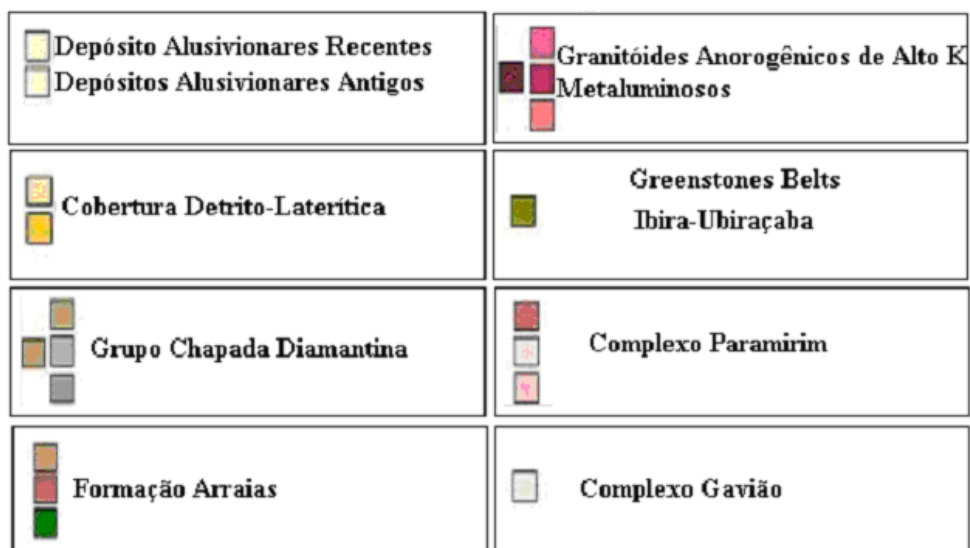 Depósito Alusivionares Recentes
Depósitos Alusivionares Antigos
Granitóides Anorogênicos de Alto K
Metaluminosos
Cobertura Detrito-Laterítica
Greenstones Belts
Ibira-Ubiraçaba
Grupo Chapada Diamantina
Complexo Paramirim
Formação Arraias
Complexo Gavião